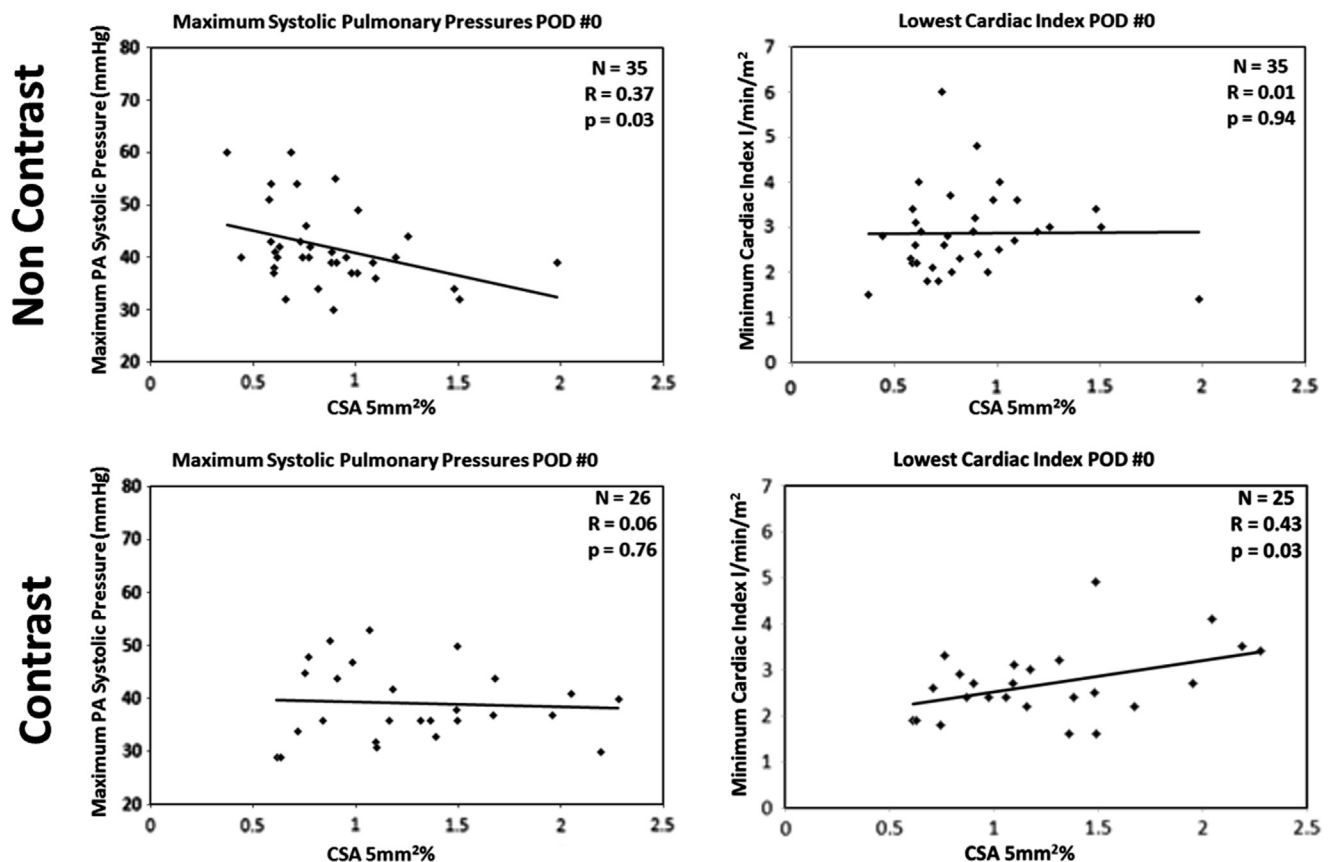 Non Contrast
Maximum Systolic Pulmonary Pressures POD #0
Maximum PA Systolic Pressure (mmHg)
80
70
60
50
40
30
20
0
0.5
1
1.5
2
2.5
CSA 5mm²%
N = 35
R = 0.37
p = 0.03
Lowest Cardiac Index POD #0
Minimum Cardiac Index l/min/m²
7
6
5
4
3
2
1
0
0
0.5
1
1.5
2
2.5
CSA 5mm²%
N = 35
R = 0.01
p = 0.94
Contrast
Maximum Systolic Pulmonary Pressures POD #0
Maximum PA Systolic Pressure (mmHg)
80
70
60
50
40
30
20
0
0.5
1
1.5
2
2.5
CSA 5mm²%
N = 26
R = 0.06
p = 0.76
Lowest Cardiac Index POD #0
Minimum Cardiac Index l/min/m²
7
6
5
4
3
2
1
0
0
0.5
1
1.5
2
2.5
CSA 5mm²%
N = 25
R = 0.43
p = 0.03